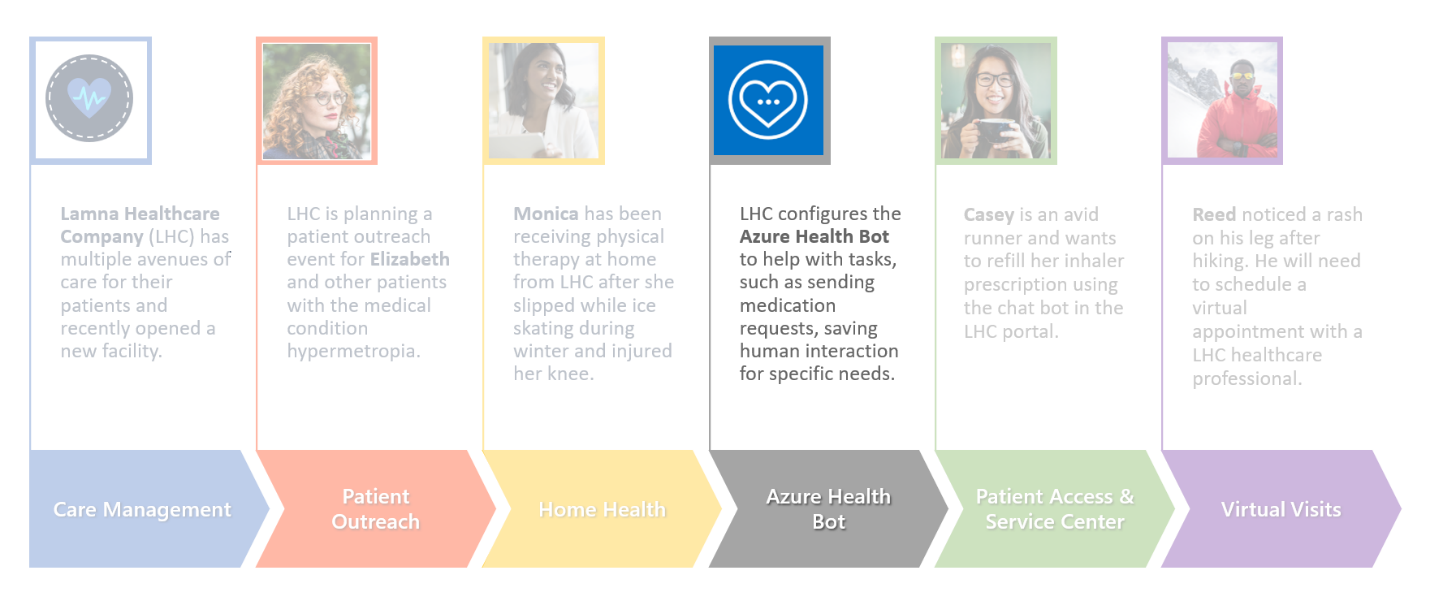 Lamna Healthcare
Company (LHC) has
multiple avenues of
care for their
patients and
recently opened a
new facility.
LHC is planning a
patient outreach
event for Elizabeth
and other patients
with the medical
condition
hypermetropia.
Monica has been
receiving physical
therapy at home
from LHC after she
slipped while ice
skating during
winter and injured
her knee.
LHC configures the
Azure Health Bot
to help with tasks,
such as sending
medication
requests, saving
human interaction
for specific needs.
Casey is an avid
runner and wants
to refill her inhaler
prescription using
the chat bot in the
LHC portal.
Reed noticed a rash
on his leg after
hiking. He will need
to schedule a
virtual
appointment with a
LHC healthcare
professional.
Care Management
Patient
Outreach
Home Health
Azure Health
Bot
Patient Access &
Service Center
Virtual Visits